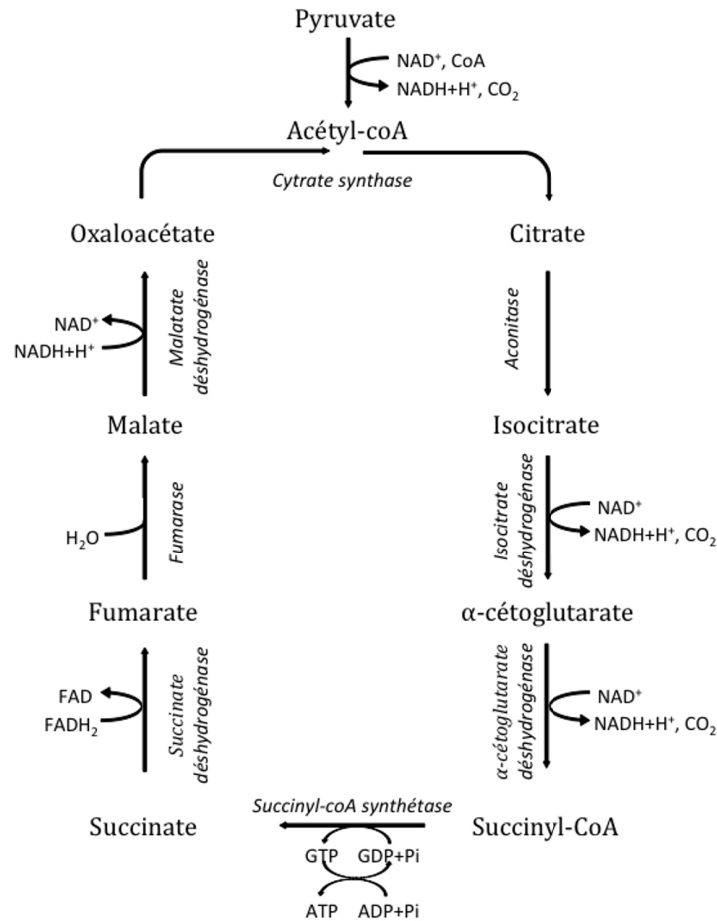 Pyruvate
NAD⁺, CoA
NADH+H⁺, CO₂
Acétyl-coA
Cytrate synthase
Oxaloacétate
Citrate
NAD⁺
NADH+H⁺
Malatate
déshydrogénase
Aconitase
Malate
Isocitrate
H₂O
Fumarase
Isocitrate
déshydrogénase
NAD⁺
NADH+H⁺, CO₂
Fumarate
α-cétoglutarate
FAD
FADH₂
Succinate
déshydrogénase
α-cétoglutarate
déshydrogénase
NAD⁺
NADH+H⁺, CO₂
Succinyl-coA synthétase
Succinate
Succinyl-CoA
GTP GDP+Pi
ATP ADP+Pi